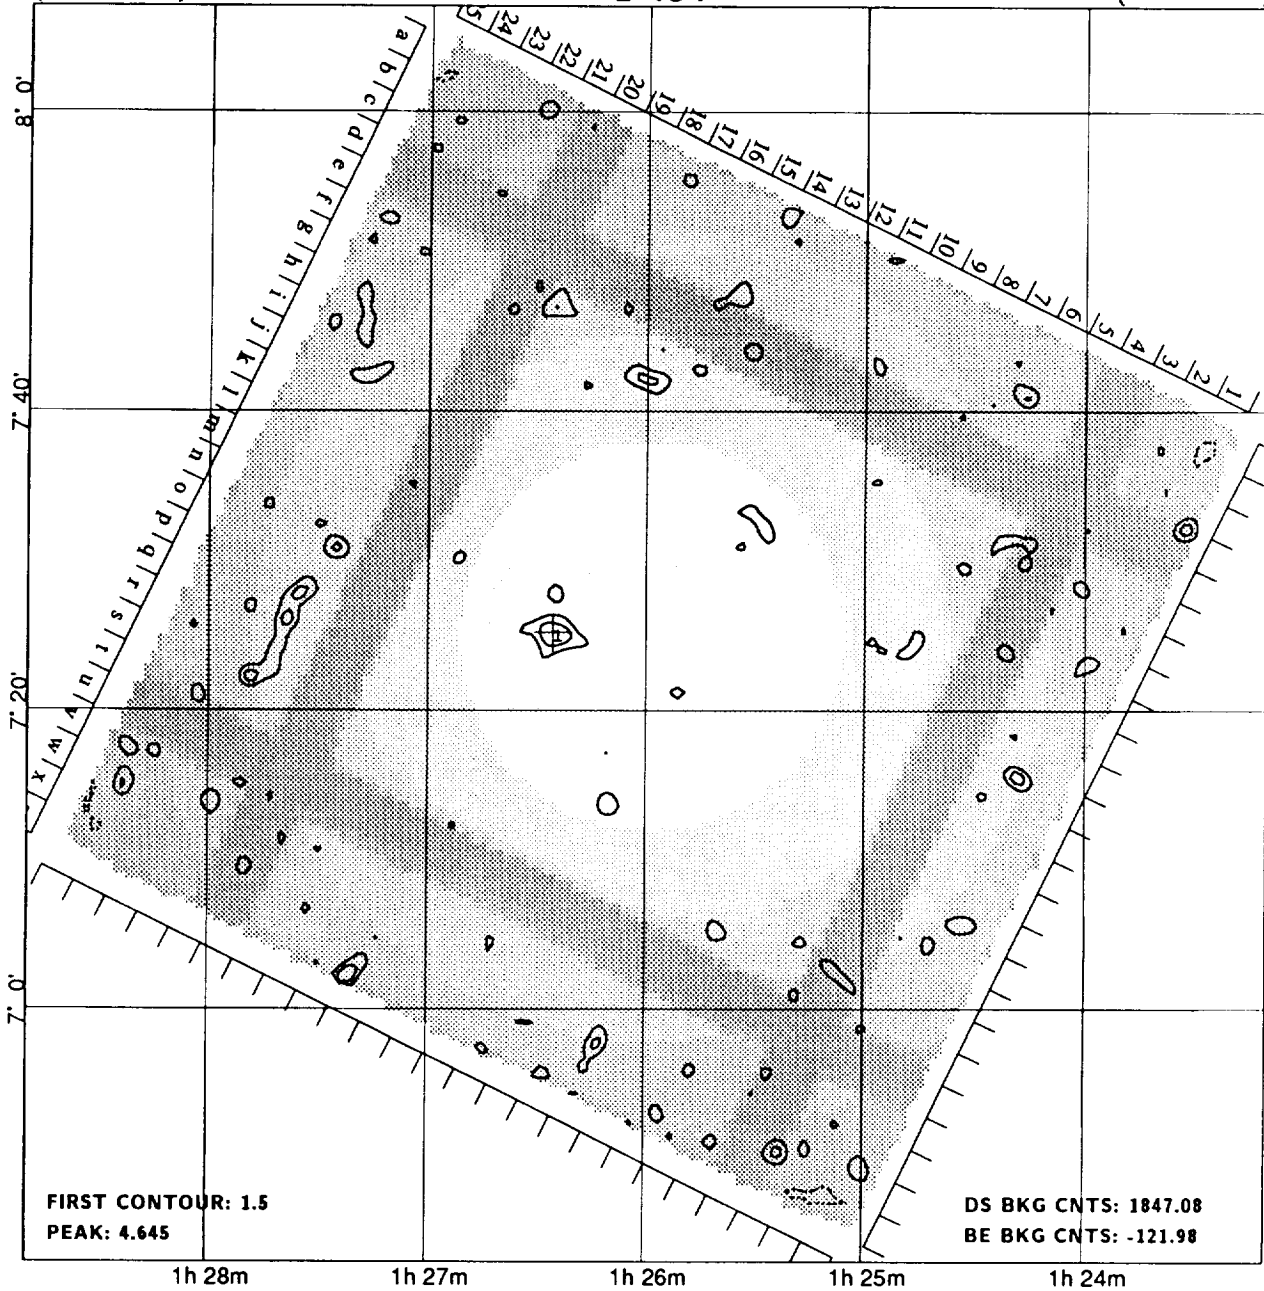 25 24 23 22 21 20 19 18 17 16 15 14 13 12 11 10 9 8 7 6 5 4 3 2 1
a b c d e f g h i j k l m n o p q r s t u v w x
8° 0'
7° 40'
7° 20'
7° 0'
1
FIRST CONTOUR: 1.5
PEAK: 4.645
DS BKG CNTS: 1847.08
BE BKG CNTS: -121.98
1h 28m 1h 27m 1h 26m 1h 25m 1h 24m